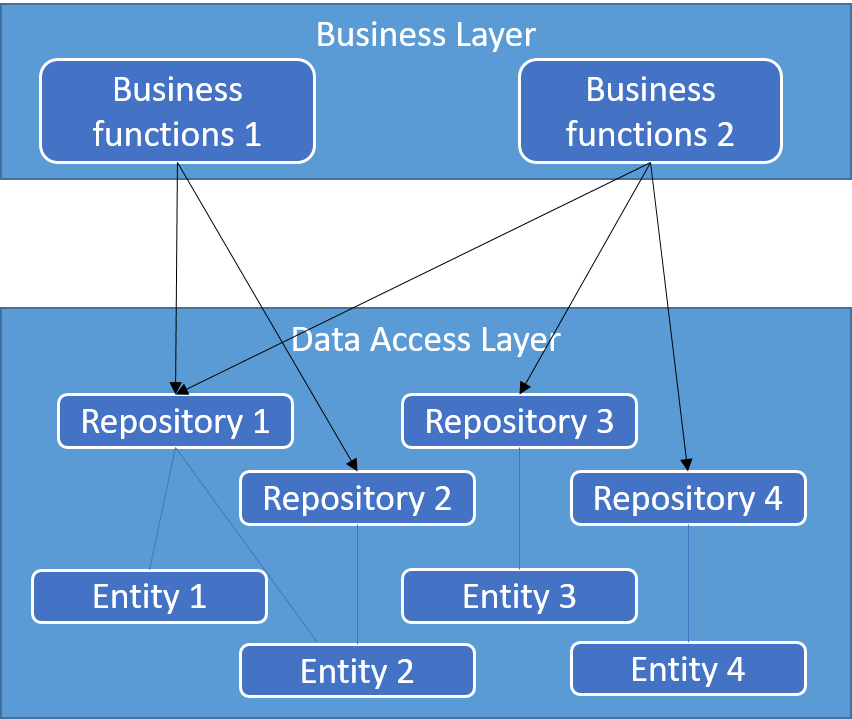 Business Layer
Business
functions 1
Business
functions 2
Data Access Layer
Repository 1
Repository 3
Repository 2
Repository 4
Entity 1
Entity 3
Entity 2
Entity 4